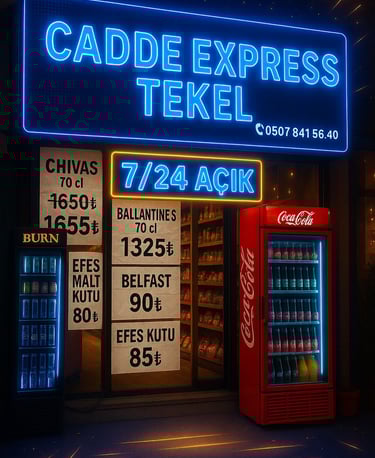 CADDE EXPRESS
TEKEL
0507 841 56.40
7/24 AÇIK
CHIVAS
70 cl
1650₺
1655₺
BALLANTINES
70 cl
1325₺
BURN
EFES
MALT
KUTU
80₺
BELFAST
90₺
EFES KUTU
85₺
Coca-Cola
Coca-Cola